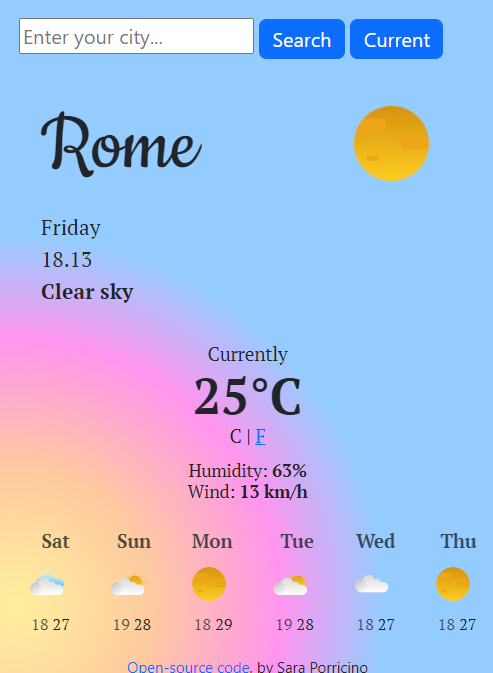 Enter your city... Search Current
Rome
Friday
18.13
Clear sky
Currently
25°C
C | F
Humidity: 63%
Wind: 13 km/h
Sat Sun Mon Tue Wed Thu
18 27 19 28 18 29 19 28 18 27 18 27
Open-source code, by Sara Porricino